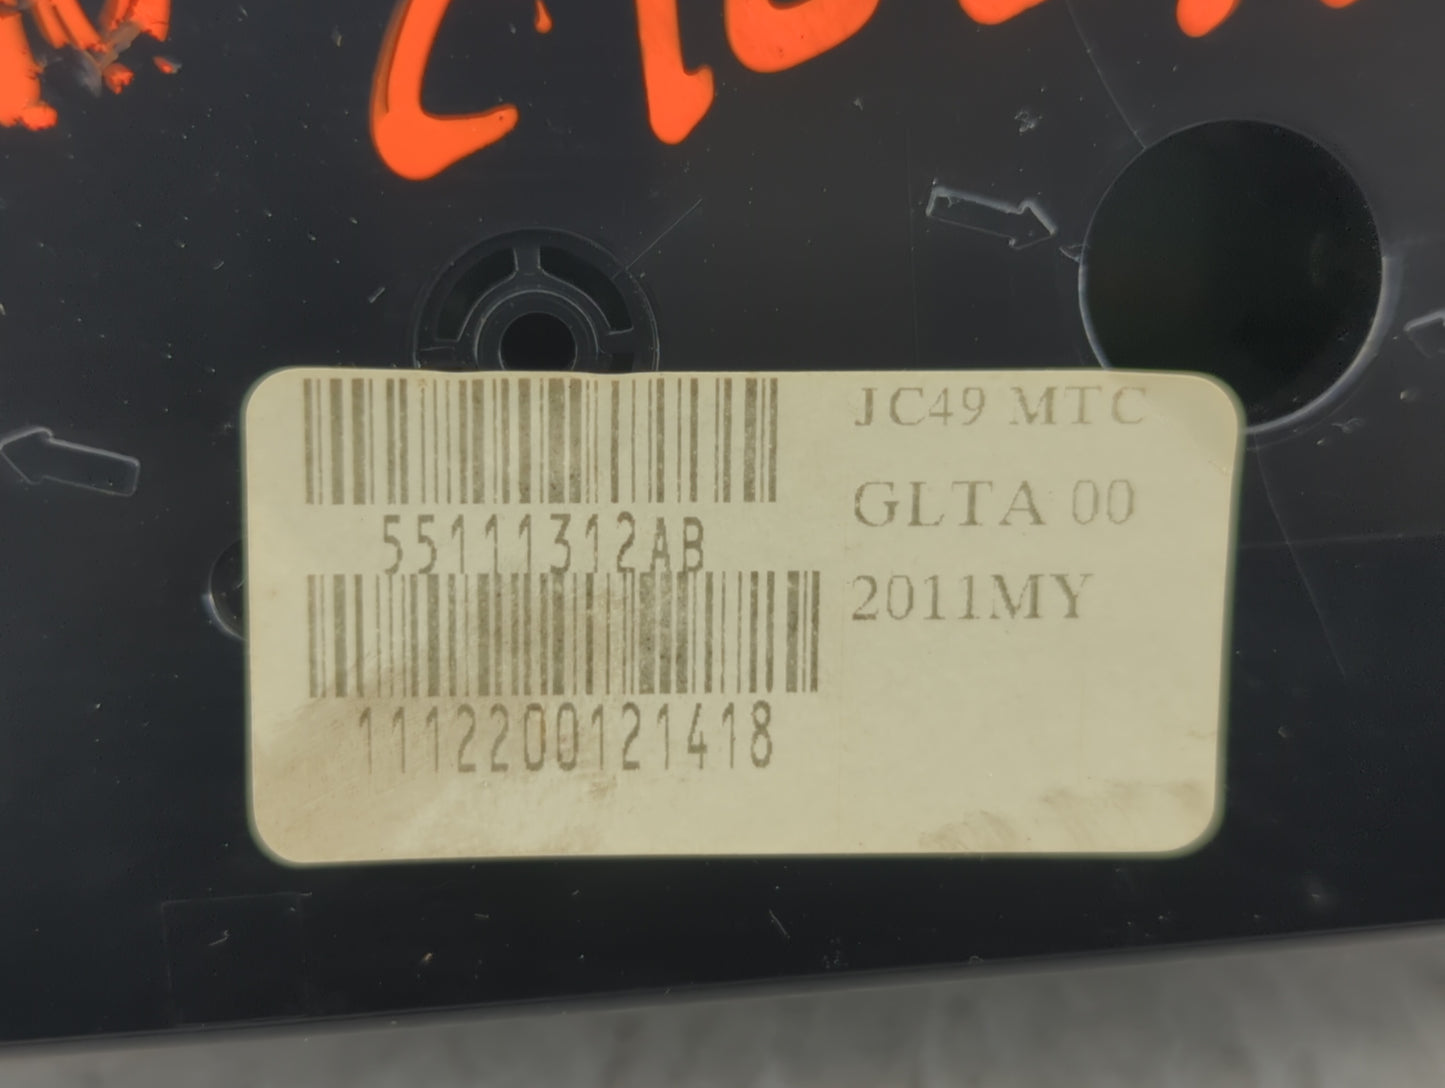 55111312AB
1112200121418
JC49 MTC
GLTA 00
2011MY